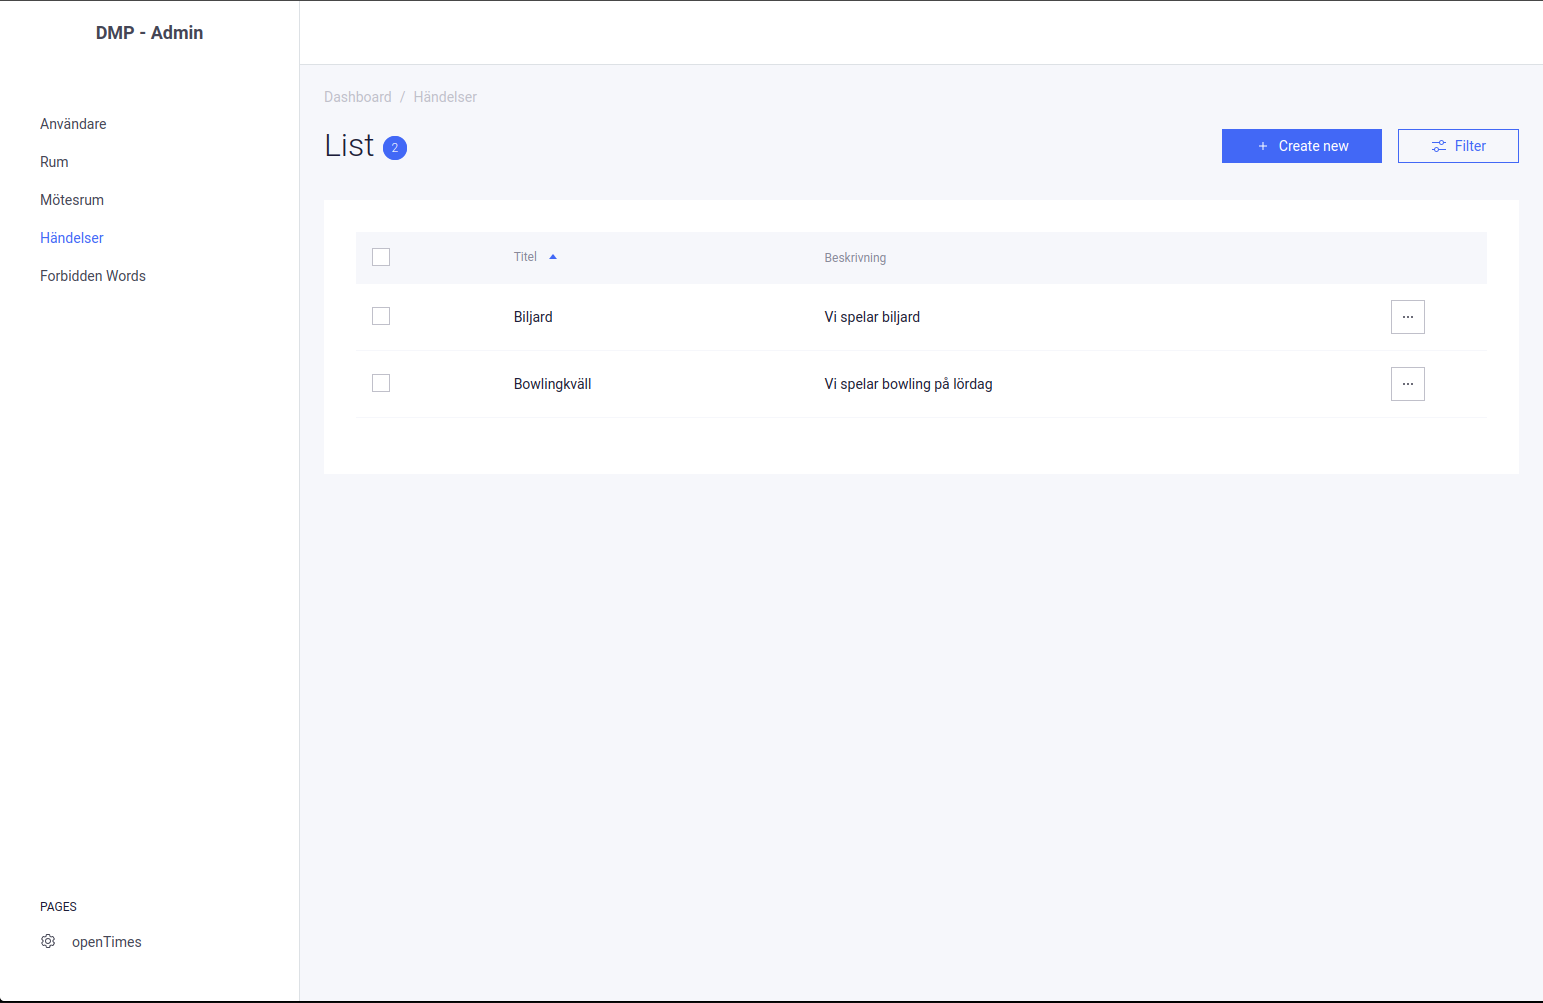 DMP - Admin
Användare
Rum
Mötesrum
Händelser
Forbidden Words
PAGES
openTimes
Dashboard / Händelser
List 2
+ Create new
Filter
Titel Beskrivning
Biljard Vi spelar biljard ...
Bowlingkväll Vi spelar bowling på lördag ...